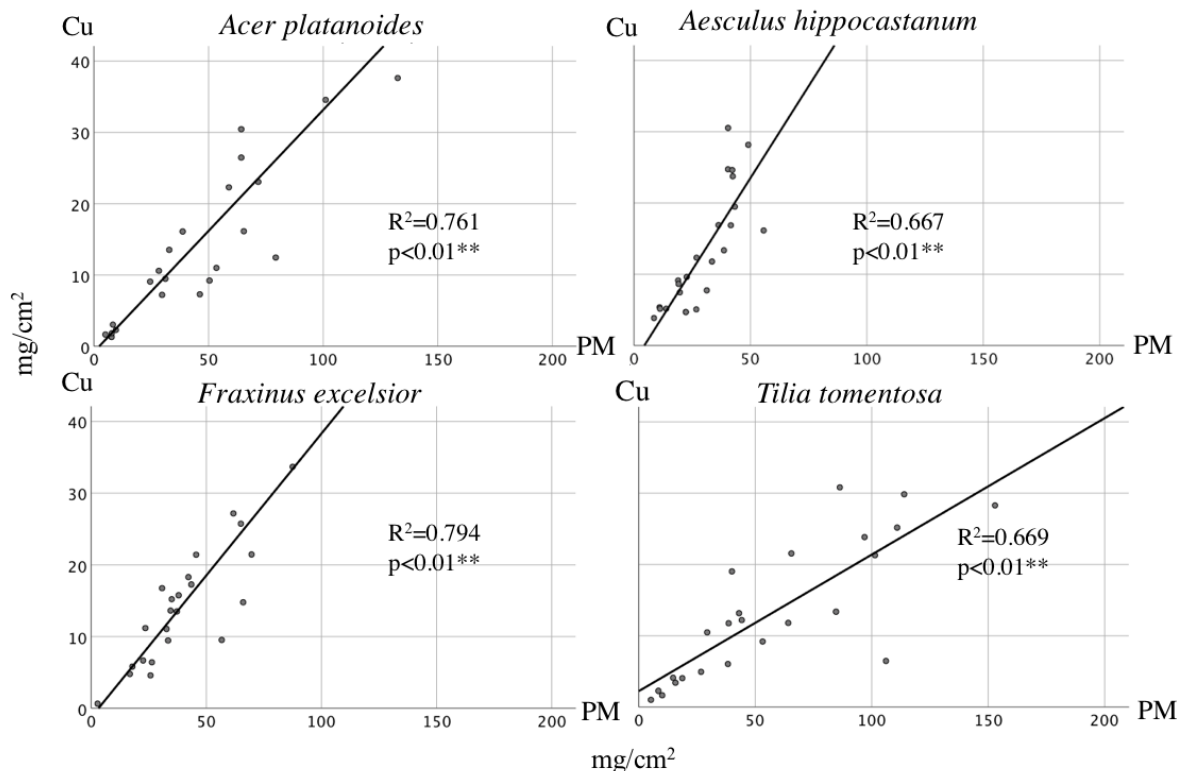 Cu
Acer platanoides
40
30
20
10
0
R²=0.761
p<0.01**
0 50 100 150 200 PM
Cu
Aesculus hippocastanum
R²=0.667
p<0.01**
0 50 100 150 200 PM
mg/cm²
Cu
Fraxinus excelsior
40
30
20
10
0
R²=0.794
p<0.01**
0 50 100 150 200 PM
Cu
Tilia tomentosa
R²=0.669
p<0.01**
50 100 150 200 PM
mg/cm²